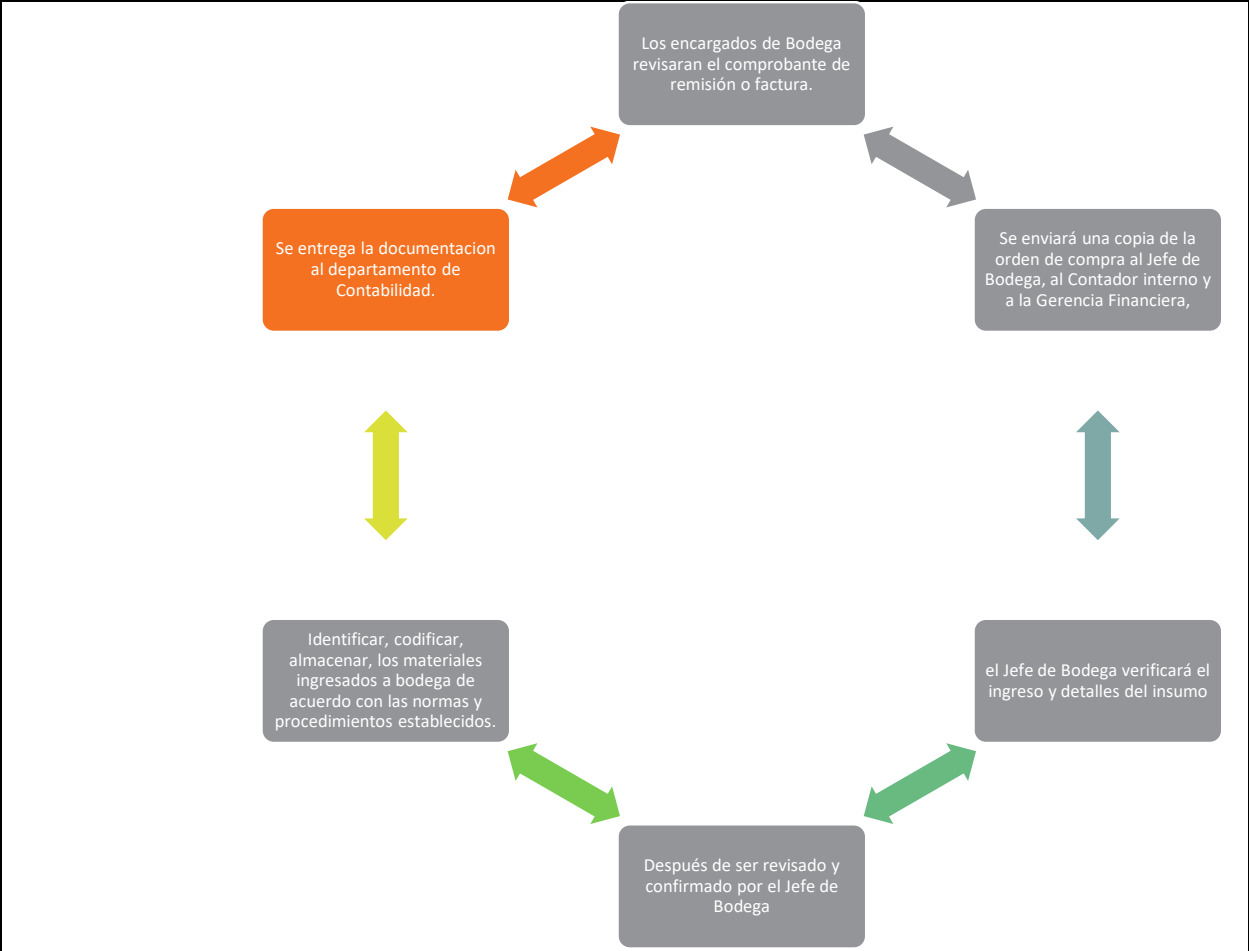 Los encargados de Bodega
revisaran el comprobante de
remisión o factura.
Se enviará una copia de la
orden de compra al Jefe de
Bodega, al Contador interno y
a la Gerencia Financiera,
el Jefe de Bodega verificará el
ingreso y detalles del insumo
Después de ser revisado y
confirmado por el Jefe de
Bodega
Identificar, codificar,
almacenar, los materiales
ingresados a bodega de
acuerdo con las normas y
procedimientos establecidos.
Se entrega la documentacion
al departamento de
Contabilidad.